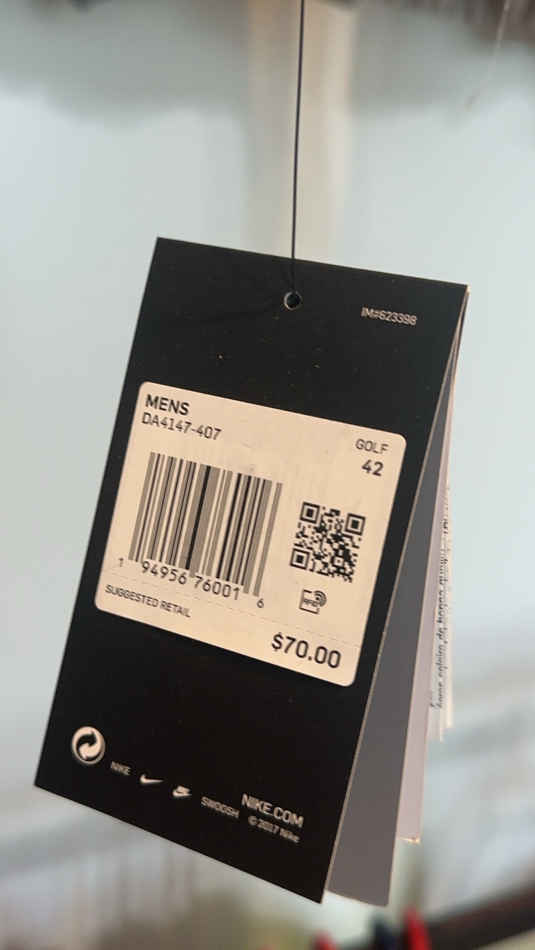 IM#623398
MENS
DA4147-407
GOLF
42
1 94956 76001 6
SUGGESTED RETAIL
$70.00
NIKE
SWOOSH
NIKE.COM
© 2017 Nike